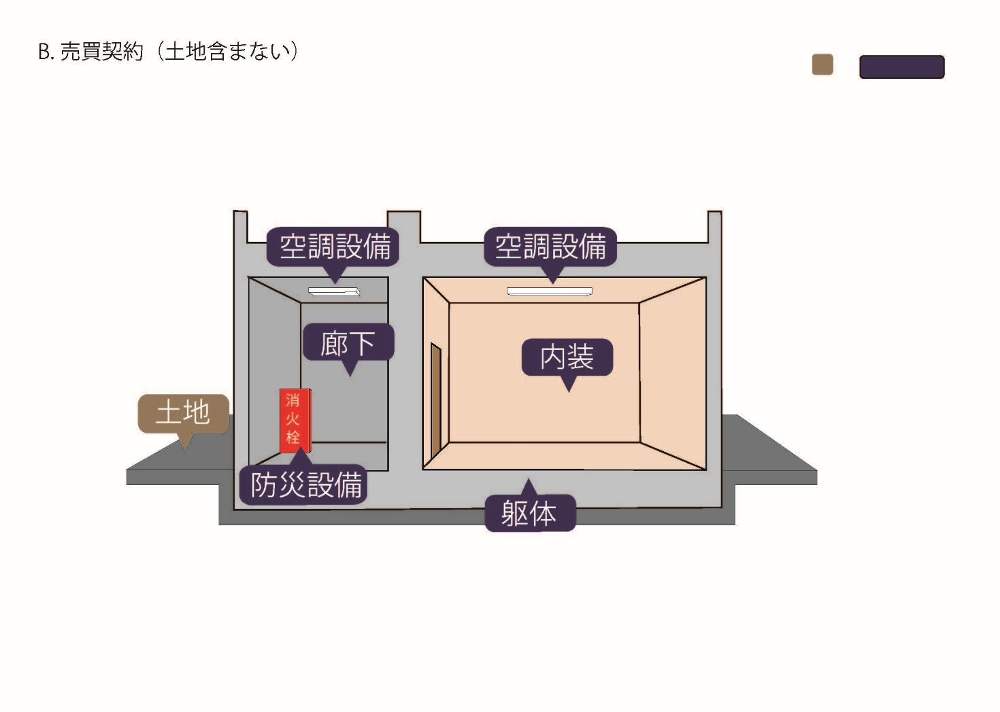 B. 売買契約（土地含まない）
空調設備
空調設備
廊下
内装
土地
消火栓
防災設備
躯体